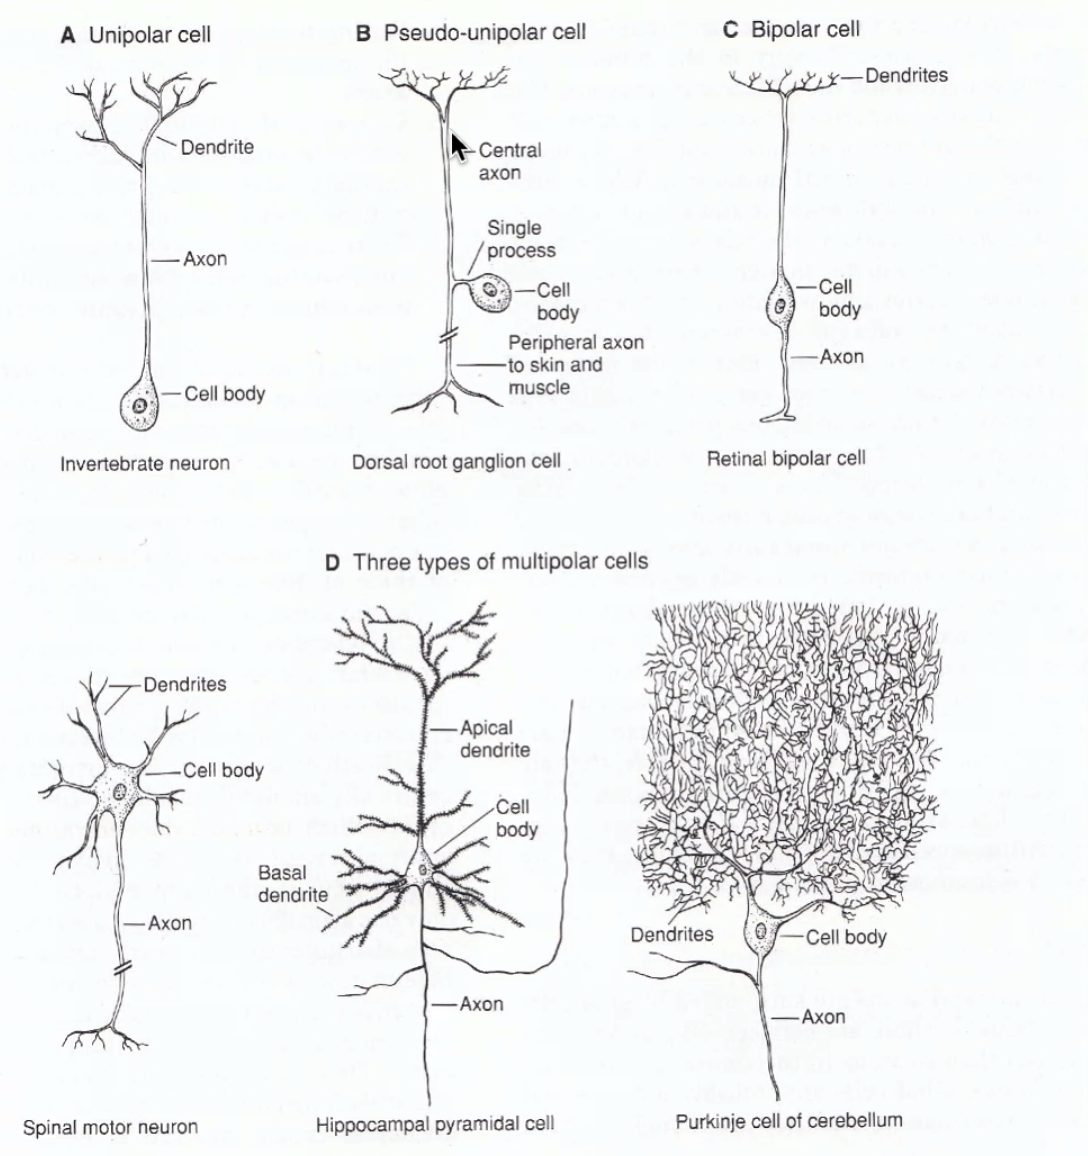 A Unipolar cell
Dendrite
Axon
Cell body
Invertebrate neuron
B Pseudo-unipolar cell
Central
axon
Single
process
Cell
body
Peripheral axon
to skin and
muscle
Dorsal root ganglion cell
C Bipolar cell
Dendrites
Cell
body
Axon
Retinal bipolar cell
D Three types of multipolar cells
Dendrites
Cell body
Axon
Spinal motor neuron
Apical
dendrite
Cell
body
Basal
dendrite
Axon
Hippocampal pyramidal cell
Dendrites
Cell body
Axon
Purkinje cell of cerebellum